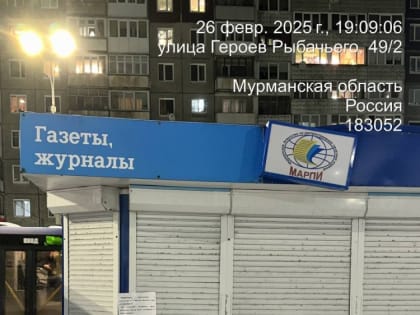 26 февр. 2025 г., 19:09:06
улица Героев Рыбачьего, 49/2
Мурманская область
Россия
183052
Газеты,
журналы
МАРПИ